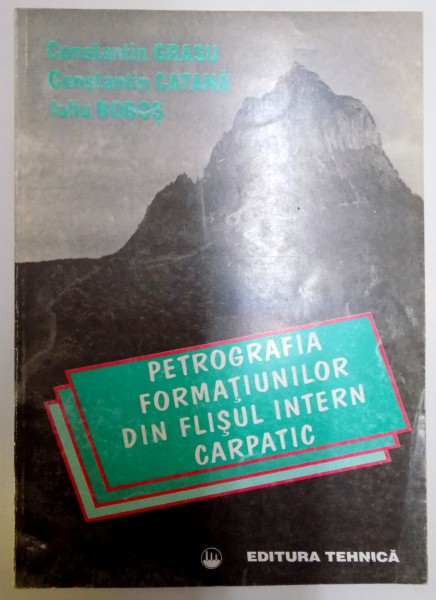 Constantin GRASU
Constantin CATANĂ
Iuliu BOBOȘ
PETROGRAFIA
FORMAȚIUNILOR
DIN FLIȘUL INTERN
CARPATIC
EDITURA TEHNICĂ